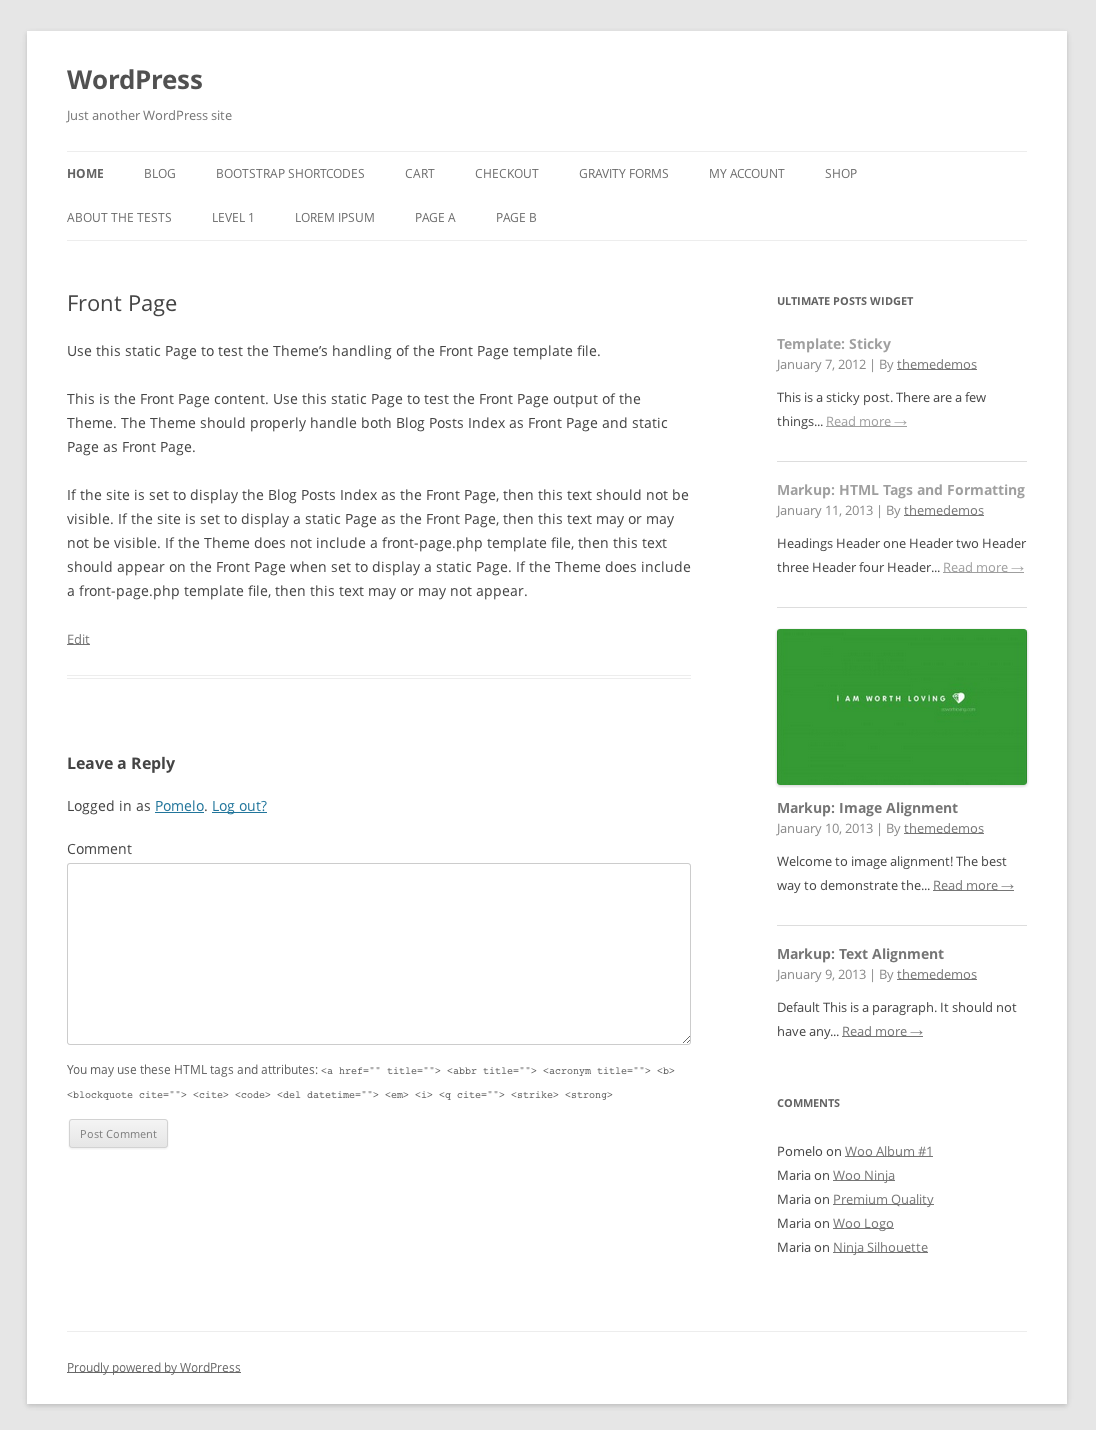 WordPress
Just another WordPress site
HOME BLOG BOOTSTRAP SHORTCODES CART CHECKOUT GRAVITY FORMS MY ACCOUNT SHOP
ABOUT THE TESTS LEVEL 1 LOREM IPSUM PAGE A PAGE B
Front Page
Use this static Page to test the Theme’s handling of the Front Page template file.
This is the Front Page content. Use this static Page to test the Front Page output of the
Theme. The Theme should properly handle both Blog Posts Index as Front Page and static
Page as Front Page.
If the site is set to display the Blog Posts Index as the Front Page, then this text should not be
visible. If the site is set to display a static Page as the Front Page, then this text may or may
not be visible. If the Theme does not include a front-page.php template file, then this text
should appear on the Front Page when set to display a static Page. If the Theme does include
a front-page.php template file, then this text may or may not appear.
Edit
Leave a Reply
Logged in as Pomelo. Log out?
Comment
You may use these HTML tags and attributes: <a href="" title=""> <abbr title=""> <acronym title=""> <b>
<blockquote cite=""> <cite> <code> <del datetime=""> <em> <i> <q cite=""> <strike> <strong>
Post Comment
ULTIMATE POSTS WIDGET
Template: Sticky
January 7, 2012 | By themedemos
This is a sticky post. There are a few
things... Read more →
Markup: HTML Tags and Formatting
January 11, 2013 | By themedemos
Headings Header one Header two Header
three Header four Header... Read more →
I AM WORTH LOVING
Markup: Image Alignment
January 10, 2013 | By themedemos
Welcome to image alignment! The best
way to demonstrate the... Read more →
Markup: Text Alignment
January 9, 2013 | By themedemos
Default This is a paragraph. It should not
have any... Read more →
COMMENTS
Pomelo on Woo Album #1
Maria on Woo Ninja
Maria on Premium Quality
Maria on Woo Logo
Maria on Ninja Silhouette
Proudly powered by WordPress